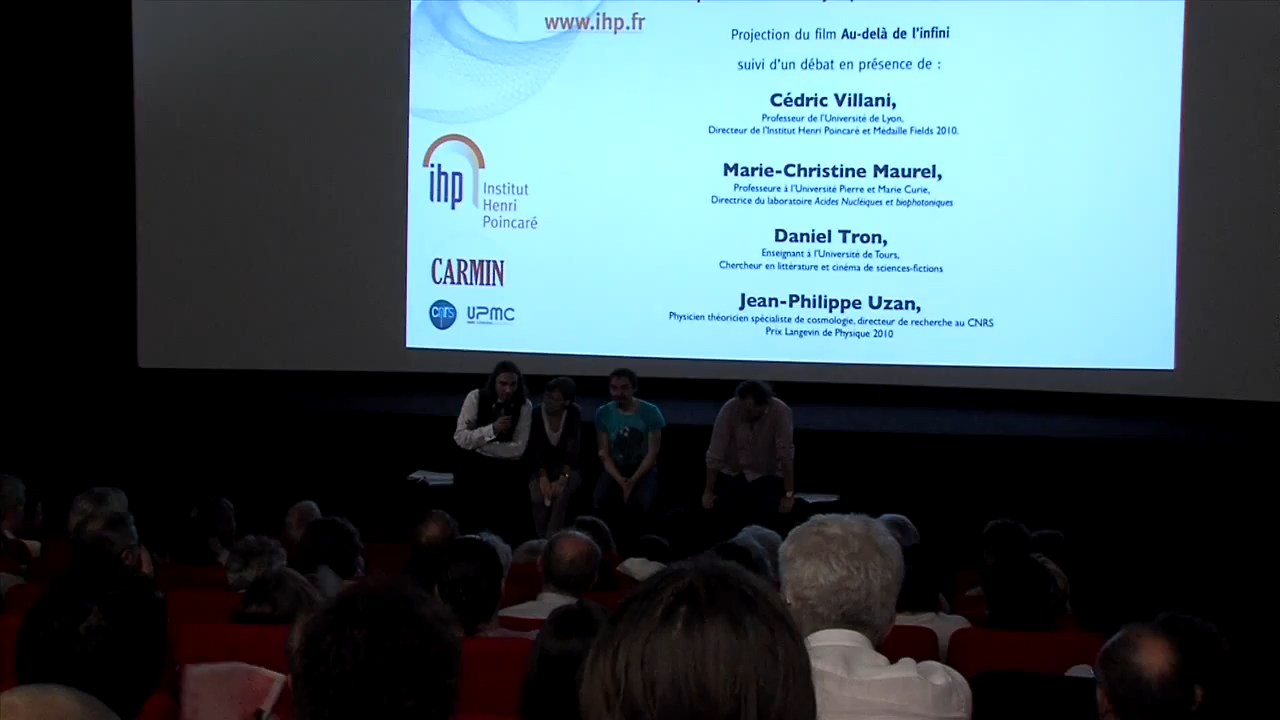 www.ihp.fr
Projection du film Au-delà de l'infini
suivi d'un débat en présence de :
Cédric Villani,
Professeur de l'Université de Lyon,
Directeur de l'Institut Henri Poincaré et Médaille Fields 2010.
Marie-Christine Maurel,
Professeure à l'Université Pierre et Marie Curie,
Directrice du laboratoire Acides Nucléiques et biophotoniques
Daniel Tron,
Enseignant à l'Université de Tours,
Chercheur en littérature et cinéma de sciences-fictions
Jean-Philippe Uzan,
Physicien théoricien spécialiste de cosmologie, directeur de recherche au CNRS
Prix Langevin de Physique 2010
ihp
Institut
Henri
Poincaré
CARMIN
cnrs
UPMC